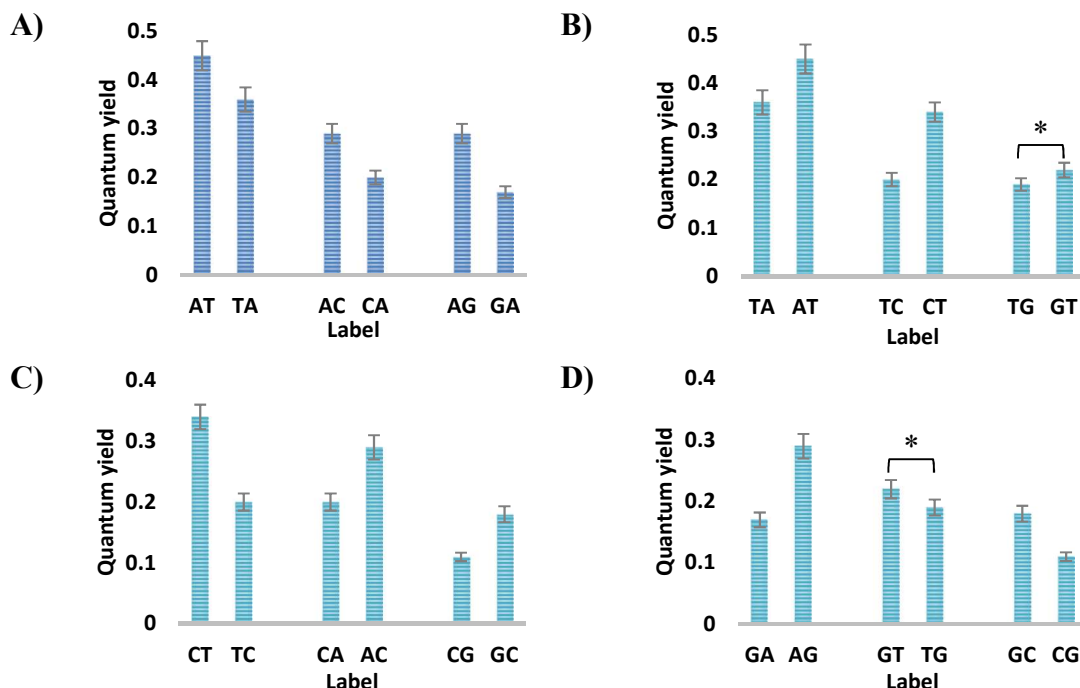 A)
Quantum yield
0.5
0.4
0.3
0.2
0.1
0
AT TA AC CA AG GA
Label
B)
Quantum yield
0.5
0.4
0.3
0.2
0.1
0
*
TA AT TC CT TG GT
Label
C)
Quantum yield
0.4
0.3
0.2
0.1
0
CT TC CA AC CG GC
Label
D)
Quantum yield
0.4
0.3
0.2
0.1
0
*
GA AG GT TG GC CG
Label